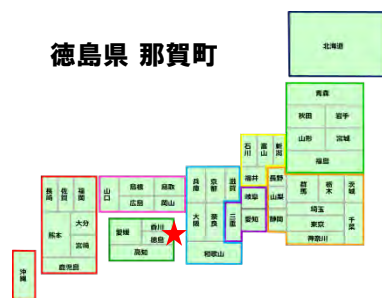 徳島県 那賀町
北海道
青森
秋田 岩手
山形 宮城
福島
石川 富山 新潟
福井 長野
岐阜 山梨
愛知 静岡
群馬 栃木 茨城
埼玉
東京
神奈川
千葉
兵庫 京都 滋賀
大阪 奈良 三重
和歌山
山口 島根 鳥取
広島 岡山
愛媛 香川
徳島
高知
長崎 佐賀 福岡
熊本 大分
宮崎
鹿児島
沖縄